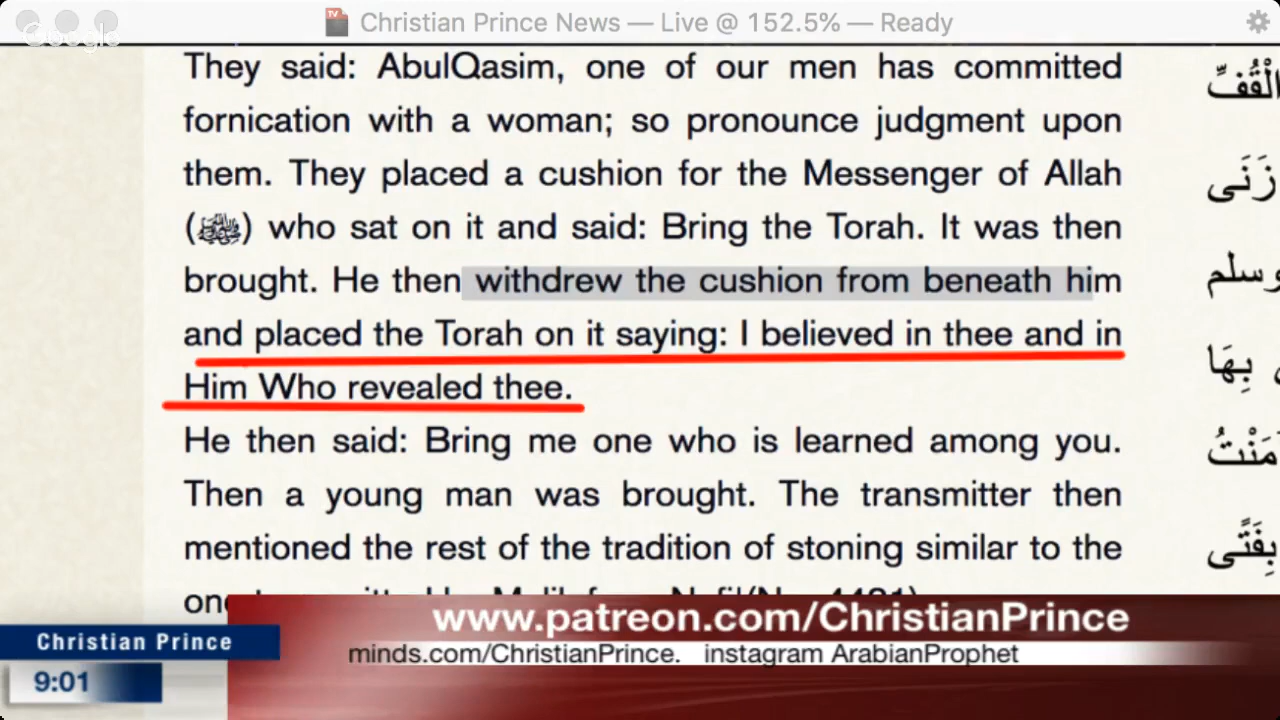 Christian Prince News — Live @ 152.5% — Ready
Google
They said: AbulQasim, one of our men has committed
fornication with a woman; so pronounce judgment upon
them. They placed a cushion for the Messenger of Allah
(ﷺ) who sat on it and said: Bring the Torah. It was then
brought. He then withdrew the cushion from beneath him
and placed the Torah on it saying: I believed in thee and in
Him Who revealed thee.
He then said: Bring me one who is learned among you.
Then a young man was brought. The transmitter then
mentioned the rest of the tradition of stoning similar to the
الْقُفِّ
زَنَى
وسلم
بِهَا
بِفَتًى
www.patreon.com/ChristianPrince
minds.com/ChristianPrince. instagram ArabianProphet
Christian Prince
9:01